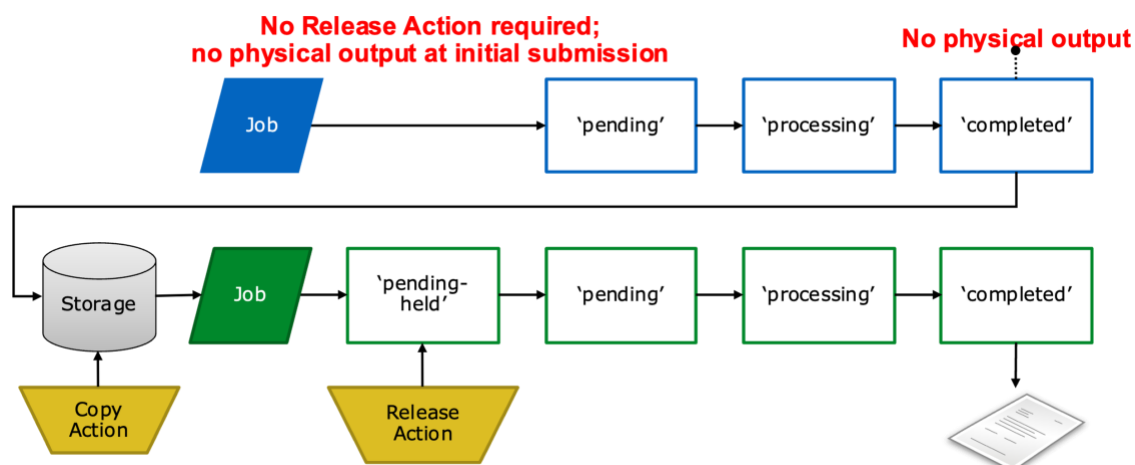 No Release Action required;
no physical output at initial submission
No physical output
Job
‘pending’
‘processing’
‘completed’
Storage
Job
‘pending-
held’
‘pending’
‘processing’
‘completed’
Copy
Action
Release
Action